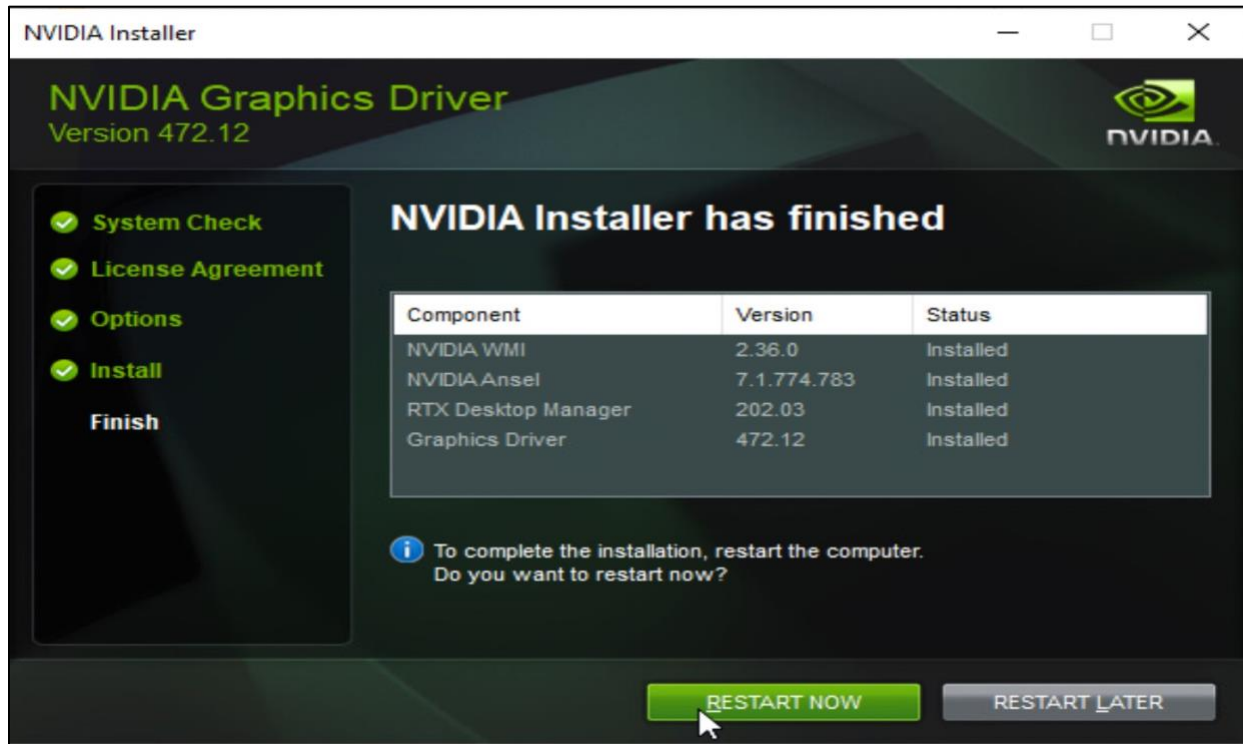 NVIDIA Installer
NVIDIA Graphics Driver
Version 472.12
NVIDIA.
System Check
License Agreement
Options
Install
Finish
NVIDIA Installer has finished
Component Version Status
NVIDIA WMI 2.36.0 Installed
NVIDIA Ansel 7.1.774.783 Installed
RTX Desktop Manager 202.03 Installed
Graphics Driver 472.12 Installed
To complete the installation, restart the computer.
Do you want to restart now?
RESTART NOW RESTART LATER